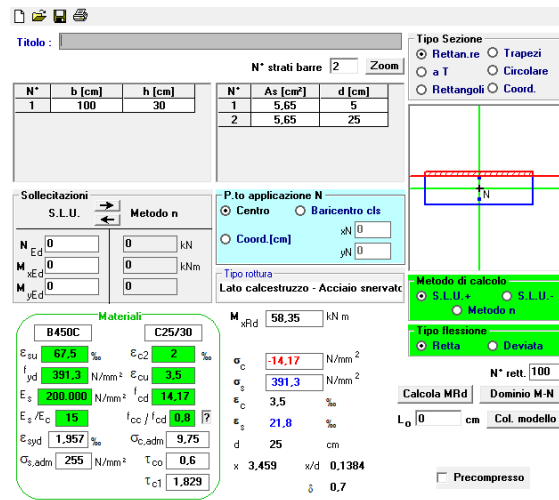 Titolo :
N° strati barre 2 Zoom
Tipo Sezione
Rettan.re Trapezi
a T Circolare
Rettangoli Coord.
N° b [cm] h [cm]
1 100 30
N° As [cm²] d [cm]
1 5,65 5
2 5,65 25
N
Sollecitazioni
S.L.U. Metodo n
N Ed 0 0 kN
M xEd 0 0 kNm
M yEd 0 0
P.to applicazione N
Centro Baricentro cls
Coord.[cm] xN 0
yN 0
Tipo rottura
Lato calcestruzzo - Acciaio snervato
Metodo di calcolo
S.L.U.+ S.L.U.-
Metodo n
Tipo flessione
Retta Deviata
N° rett. 100
Calcola MRd Dominio M-N
L₀ 0 cm Col. modello
Precompresso
Materiali
B450C C25/30
εsu 67,5 ‰ εc2 2 ‰
fyd 391,3 N/mm² εcu 3,5
Es 200.000 N/mm² fcd 14,17
Es/Ec 15 fcc / fcd 0,8 ?
εsyd 1,957 ‰ σc,adm 9,75
σs,adm 255 N/mm² τco 0,6
τc1 1,829
M xRd 58,35 kN m
σc -14,17 N/mm²
σs 391,3 N/mm²
εc 3,5 ‰
εs 21,8 ‰
d 25 cm
x 3,459 x/d 0,1384
δ 0,7